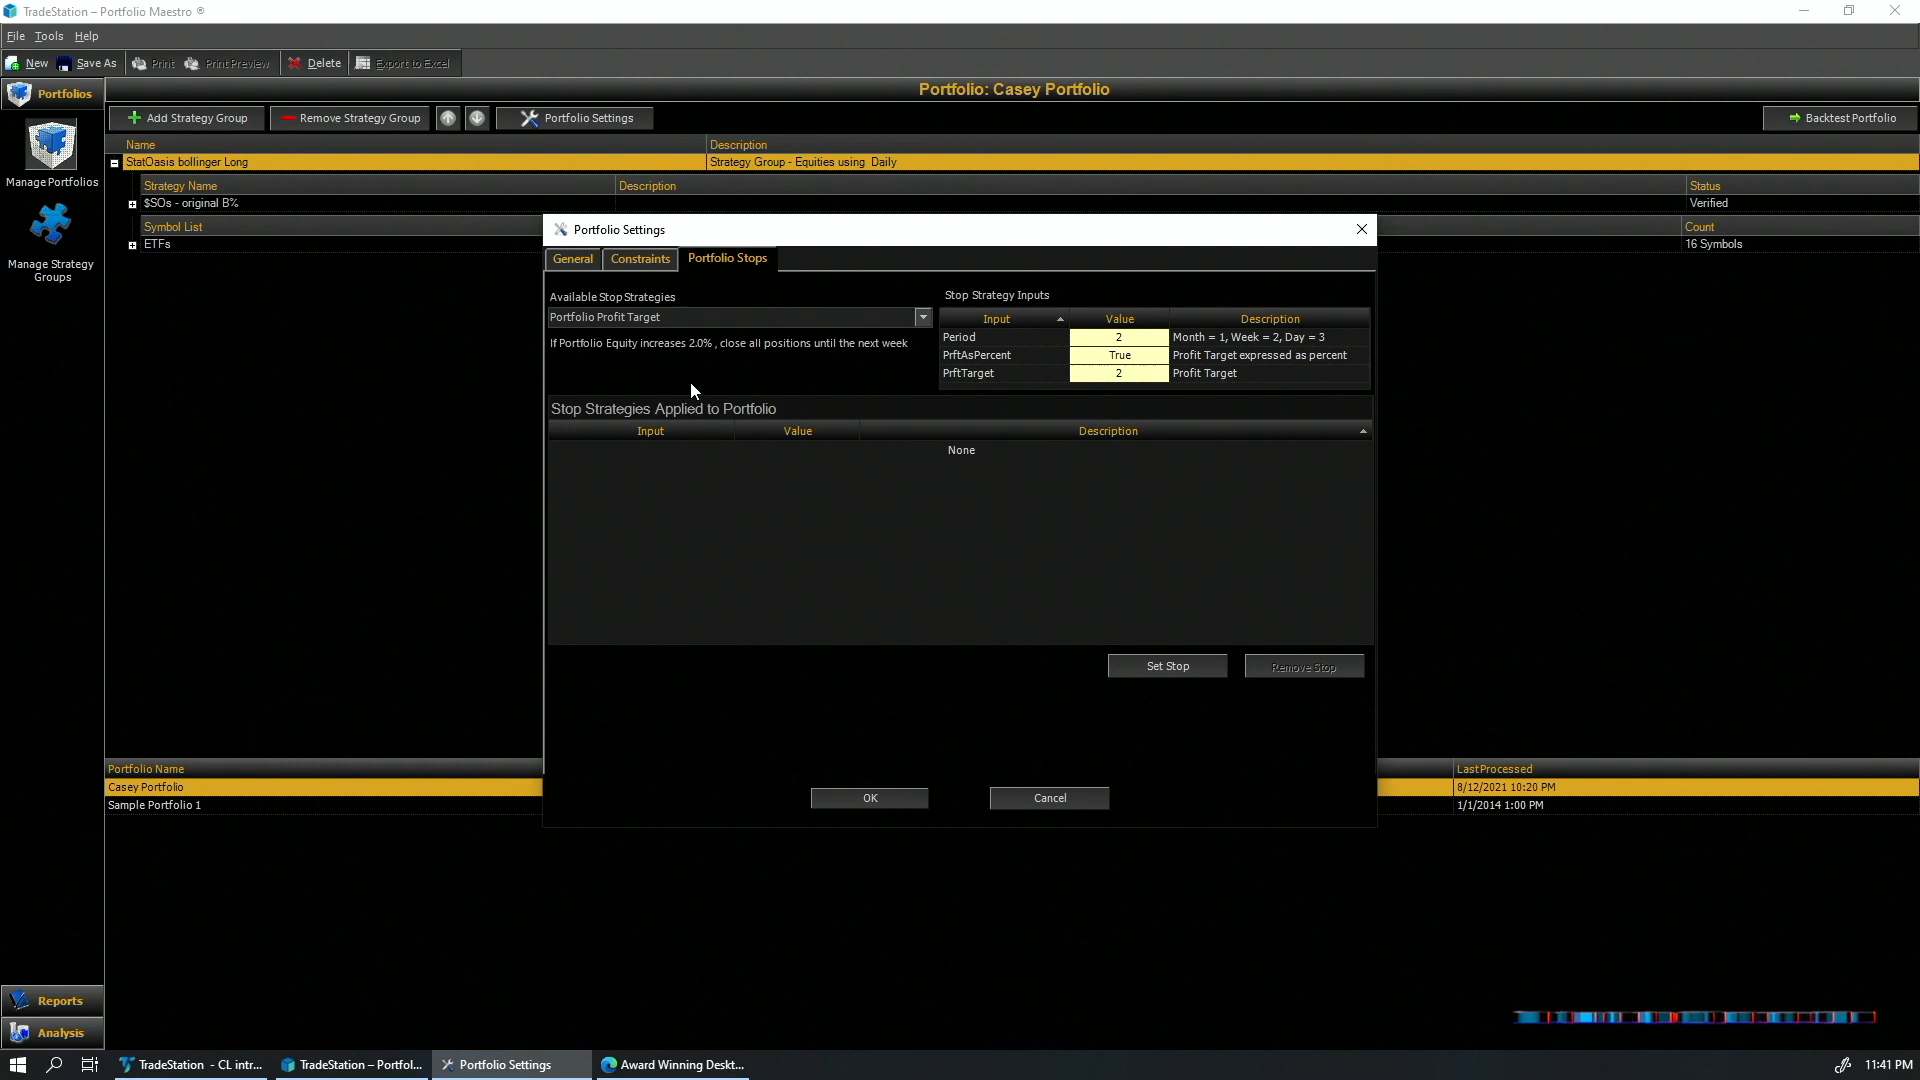 TradeStation – Portfolio Maestro ®
File Tools Help
New Save As Print Print Preview Delete Export to Excel
Portfolios
Portfolio: Casey Portfolio
Add Strategy Group Remove Strategy Group Portfolio Settings Backtest Portfolio
Name Description
StatOasis bollinger Long Strategy Group - Equities using Daily
Strategy Name Description Status
$SOs - original B% Verified
Symbol List Count
ETFs 16 Symbols
Manage Portfolios
Manage Strategy
Groups
Portfolio Settings
General Constraints Portfolio Stops
Available Stop Strategies
Portfolio Profit Target
If Portfolio Equity increases 2.0% , close all positions until the next week
Stop Strategy Inputs
Input Value Description
Period 2 Month = 1, Week = 2, Day = 3
PrftAsPercent True Profit Target expressed as percent
PrftTarget 2 Profit Target
Stop Strategies Applied to Portfolio
Input Value Description
None
Set Stop Remove Stop
OK Cancel
Portfolio Name LastProcessed
Casey Portfolio 8/12/2021 10:20 PM
Sample Portfolio 1 1/1/2014 1:00 PM
Reports
Analysis
TradeStation - CL intr... TradeStation – Portfol... Portfolio Settings Award Winning Deskt... 11:41 PM